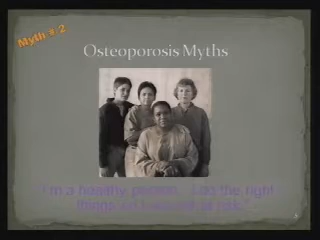 Myth # 2
Osteoporosis Myths
I'm a healthy person. I do the right
things so I'm not at risk."